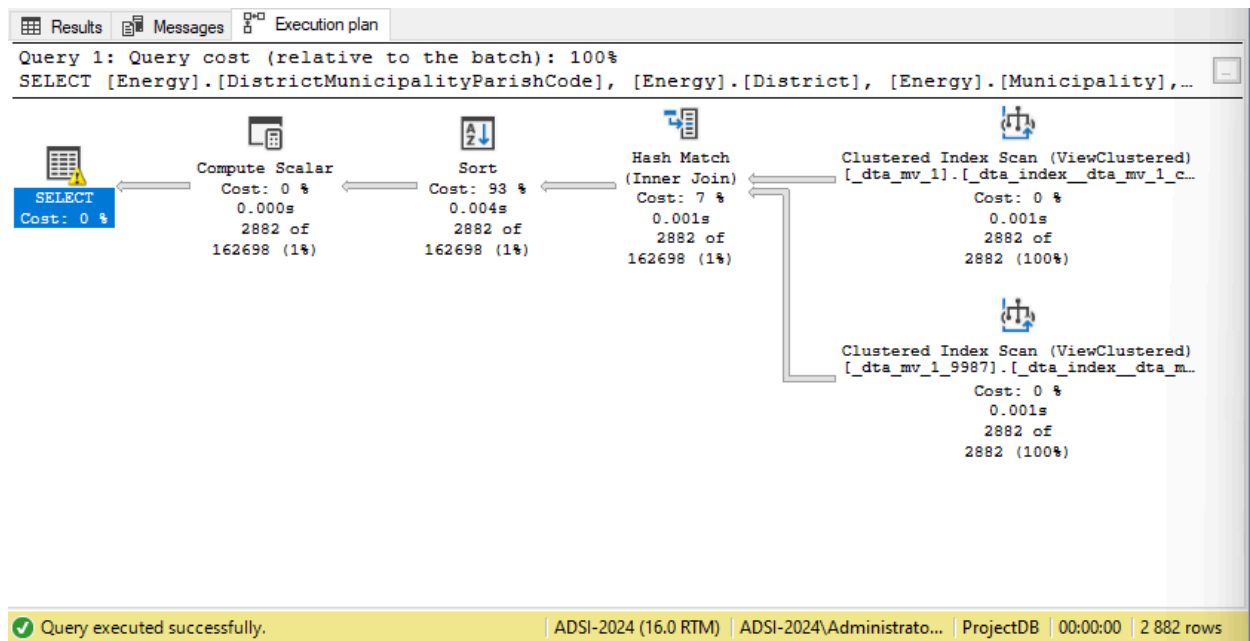 Results Messages Execution plan
Query 1: Query cost (relative to the batch): 100%
SELECT [Energy].[DistrictMunicipalityParishCode], [Energy].[District], [Energy].[Municipality],…
SELECT
Cost: 0 %
Compute Scalar
Cost: 0 %
0.000s
2882 of
162698 (1%)
Sort
Cost: 93 %
0.004s
2882 of
162698 (1%)
Hash Match
(Inner Join)
Cost: 7 %
0.001s
2882 of
162698 (1%)
Clustered Index Scan (ViewClustered)
[_dta_mv_1].[_dta_index__dta_mv_1_c…
Cost: 0 %
0.001s
2882 of
2882 (100%)
Clustered Index Scan (ViewClustered)
[_dta_mv_1_9987].[_dta_index__dta_m…
Cost: 0 %
0.001s
2882 of
2882 (100%)
Query executed successfully. ADSI-2024 (16.0 RTM) ADSI-2024\Administrato... ProjectDB 00:00:00 2 882 rows